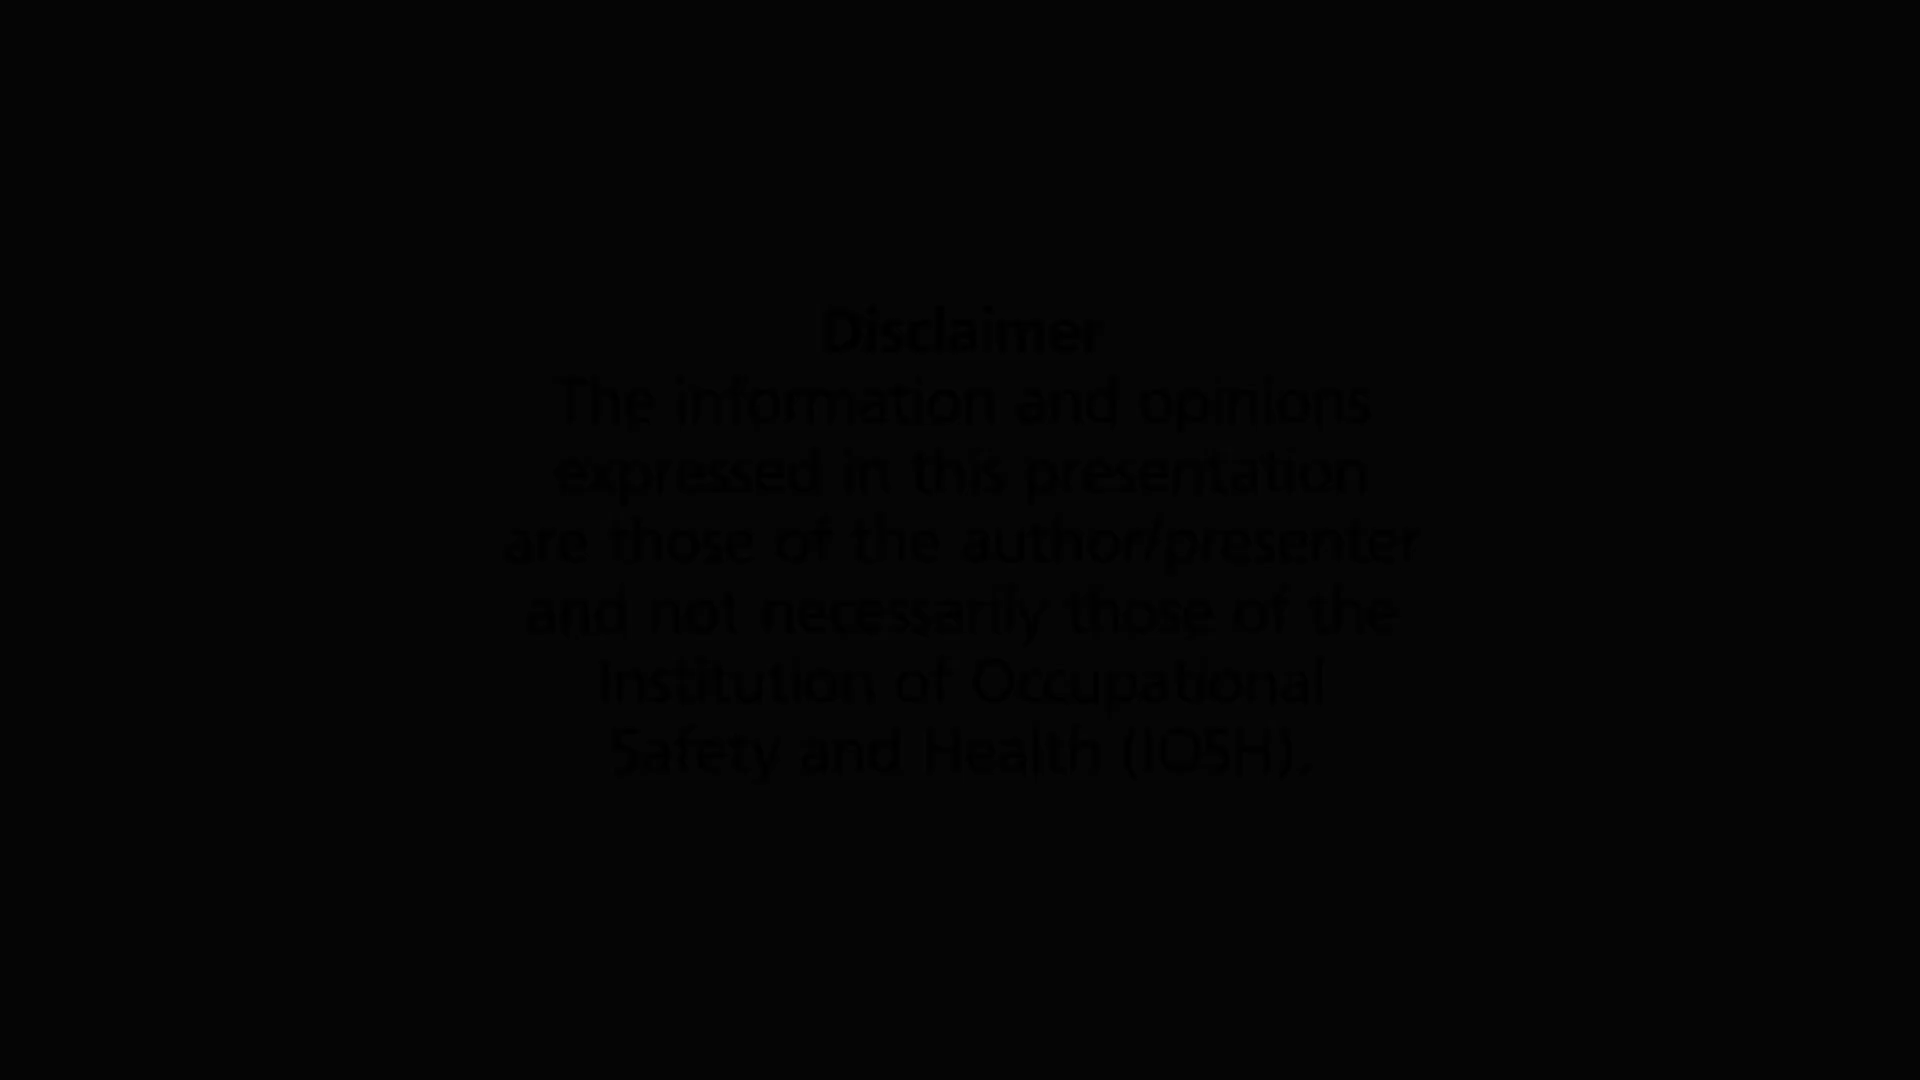 Disclaimer
The information and opinions
expressed in this presentation
are those of the author/presenter
and not necessarily those of the
Institution of Occupational
Safety and Health (IOSH).